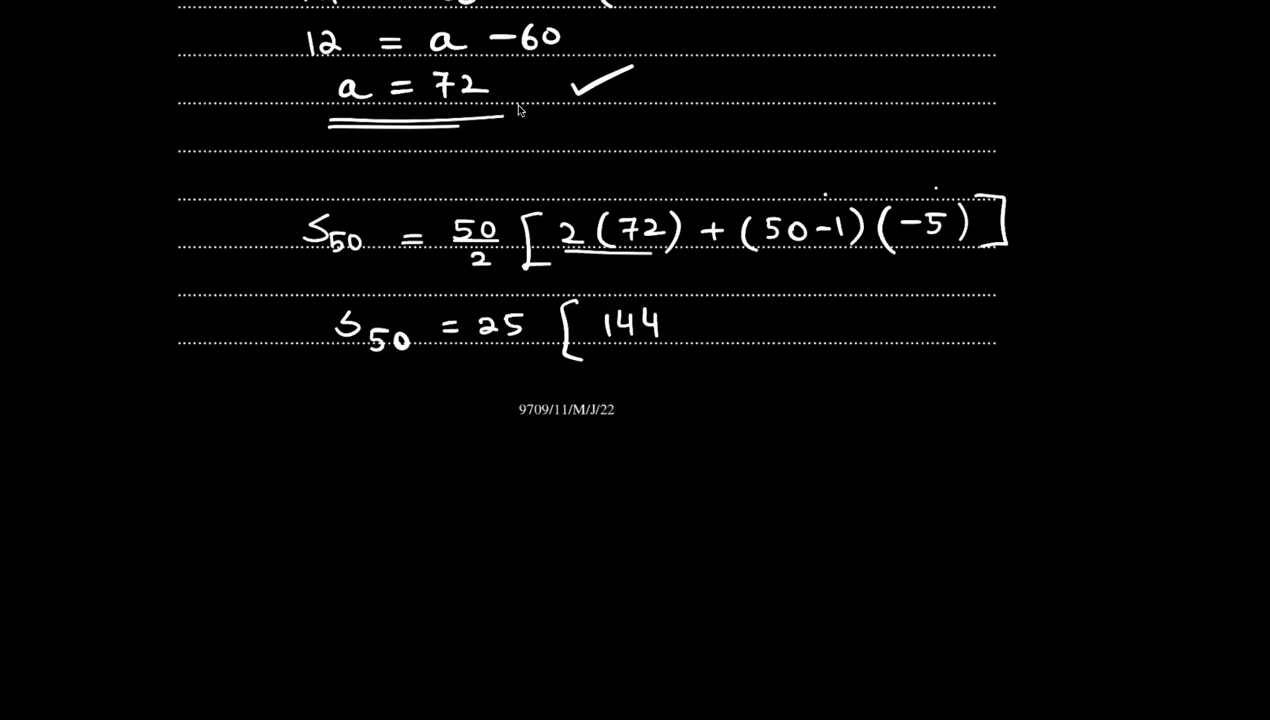 12 = a -60
a = 72 ✓
S50 = 50/2 [2(72) + (50-1)(-5)]
S50 = 25 [144
9709/11/M/J/22